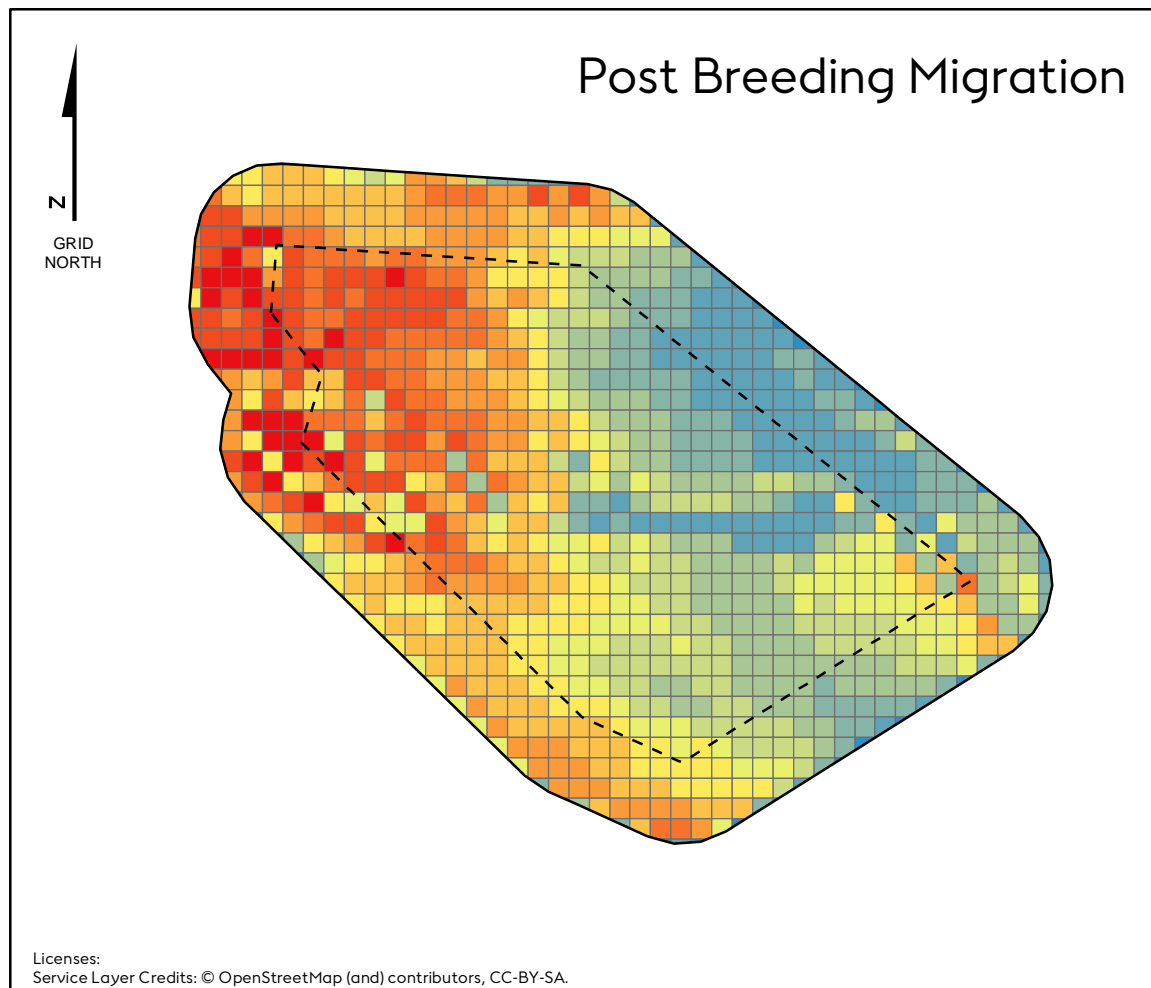 Post Breeding Migration
N
GRID
NORTH
Licenses:
Service Layer Credits: © OpenStreetMap (and) contributors, CC-BY-SA.